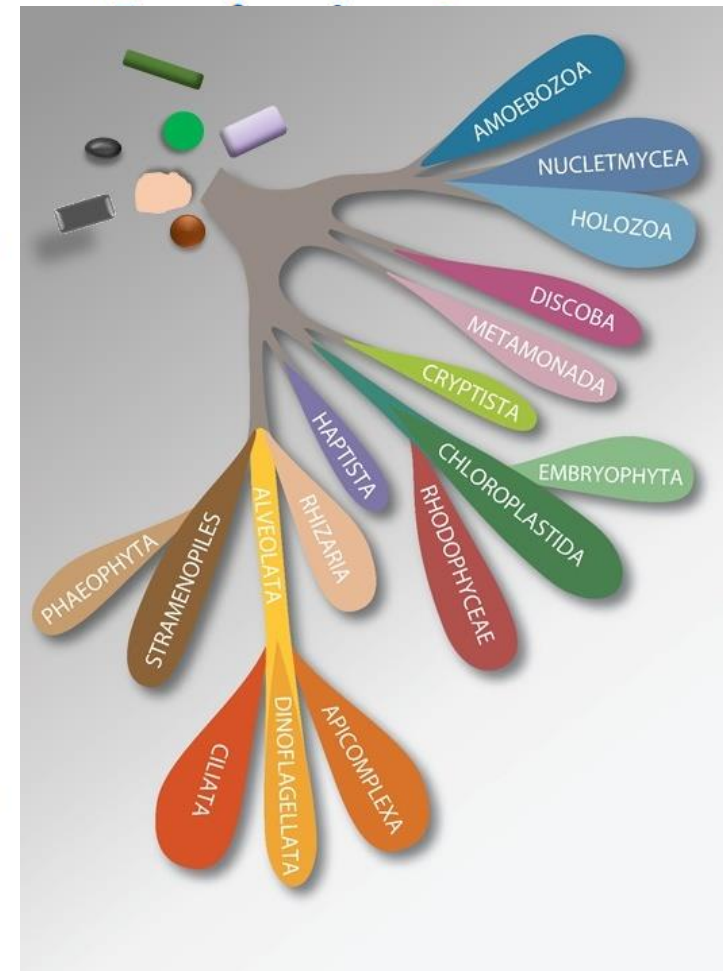 AMOEBOZOA
NUCLETMYCEA
HOLOZOA
DISCOBA
METAMONADA
CRYPTISTA
HAPTISTA
CHLOROPLASTIDA
EMBRYOPHYTA
RHODOPHYCEAE
RHIZARIA
ALVEOLATA
STRAMENOPILES
PHAEOPHYTA
CILIATA
DINOFLAGELLATA
APICOMPLEXA